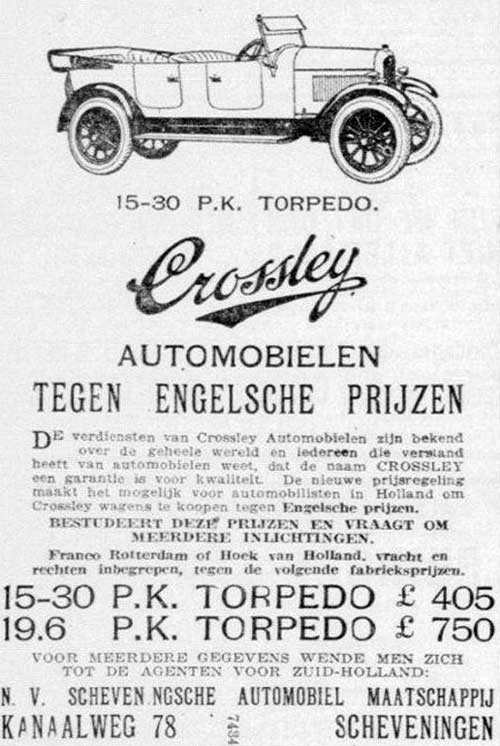 15-30 P.K. TORPEDO.
Crossley
AUTOMOBIELEN
TEGEN ENGELSCHE PRIJZEN
DE verdiensten van Crossley Automobielen zijn bekend
over de geheele wereld en iedereen die verstand
heeft van automobielen weet, dat de naam CROSSLEY
een garantie is voor kwaliteit. De nieuwe prijsregeling
maakt het mogelijk voor automobilisten in Holland om
Crossley wagens te koopen tegen Engelsche prijzen.
BESTUDEERT DEZE PRIJZEN EN VRAAGT OM
MEERDERE INLICHTINGEN.
Franco Rotterdam of Hoek van Holland, vracht en
rechten inbegrepen, tegen de volgende fabrieksprijzen.
15-30 P.K. TORPEDO £ 405
19.6 P.K. TORPEDO £ 750
VOOR MEERDERE GEGEVENS WENDE MEN ZICH
TOT DE AGENTEN VOOR ZUID-HOLLAND:
N. V. SCHEVEN.NGSCHE AUTOMOBIEL MAATSCHAPPIJ
KANAALWEG 78 7484 SCHEVENINGEN